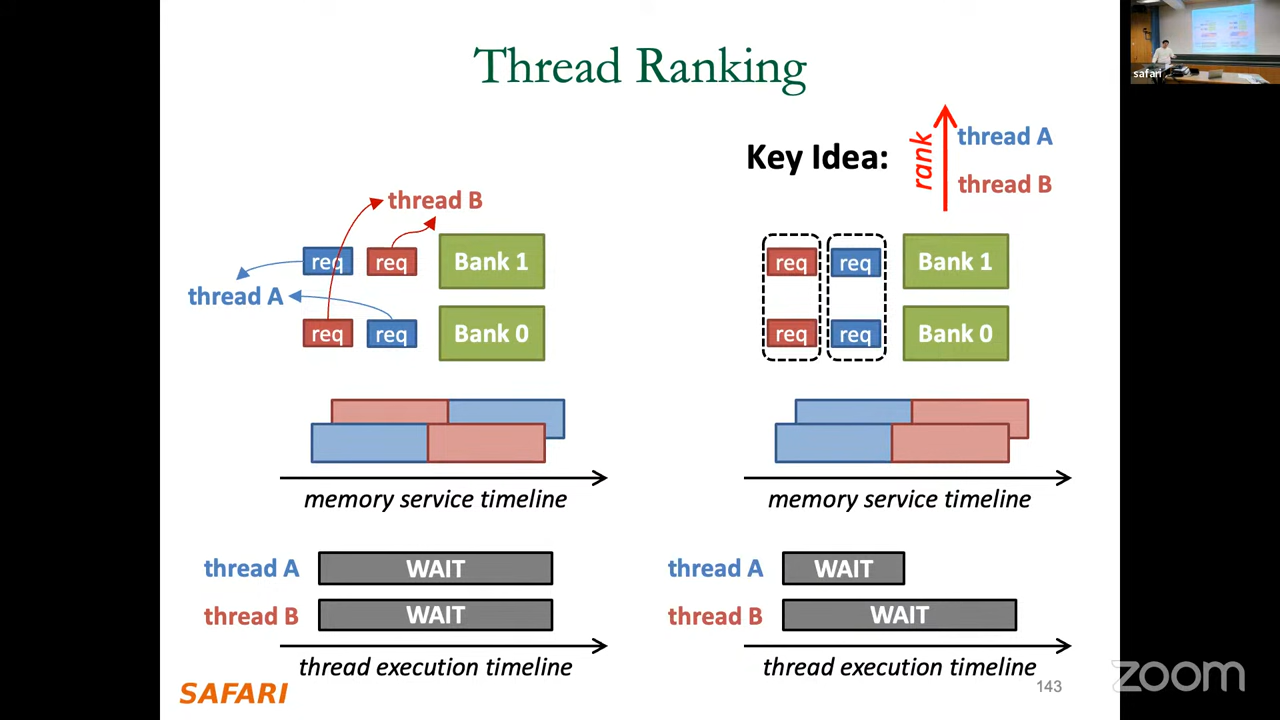 Thread Ranking
safari
thread B
req
req
Bank 1
thread A
req
req
Bank 0
memory service timeline
thread A
WAIT
thread B
WAIT
thread execution timeline
Key Idea:
rank
thread A
thread B
req
req
Bank 1
req
req
Bank 0
memory service timeline
thread A
WAIT
thread B
WAIT
thread execution timeline
SAFARI
143
zoom